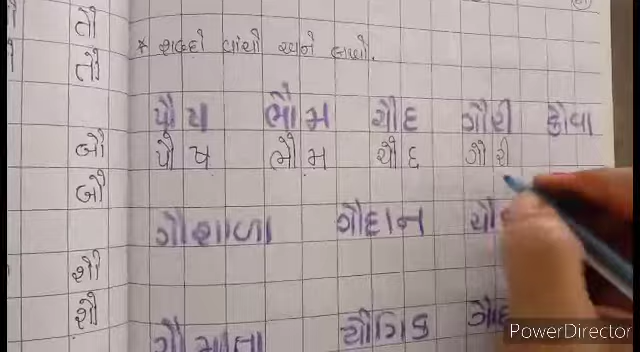 તૌ
તૌ
બૌ
બૌ
શૌ
શૌ
* શબ્દો વાંચો અને લખો.
પૌષ ભૌમ ચૌદ ગૌરી કૌવા
પૌષ ભૌમ ચૌદ ગૌરી
ગૌશાળા ગૌદાન
ગૌમાતા યૌગિક
PowerDirector